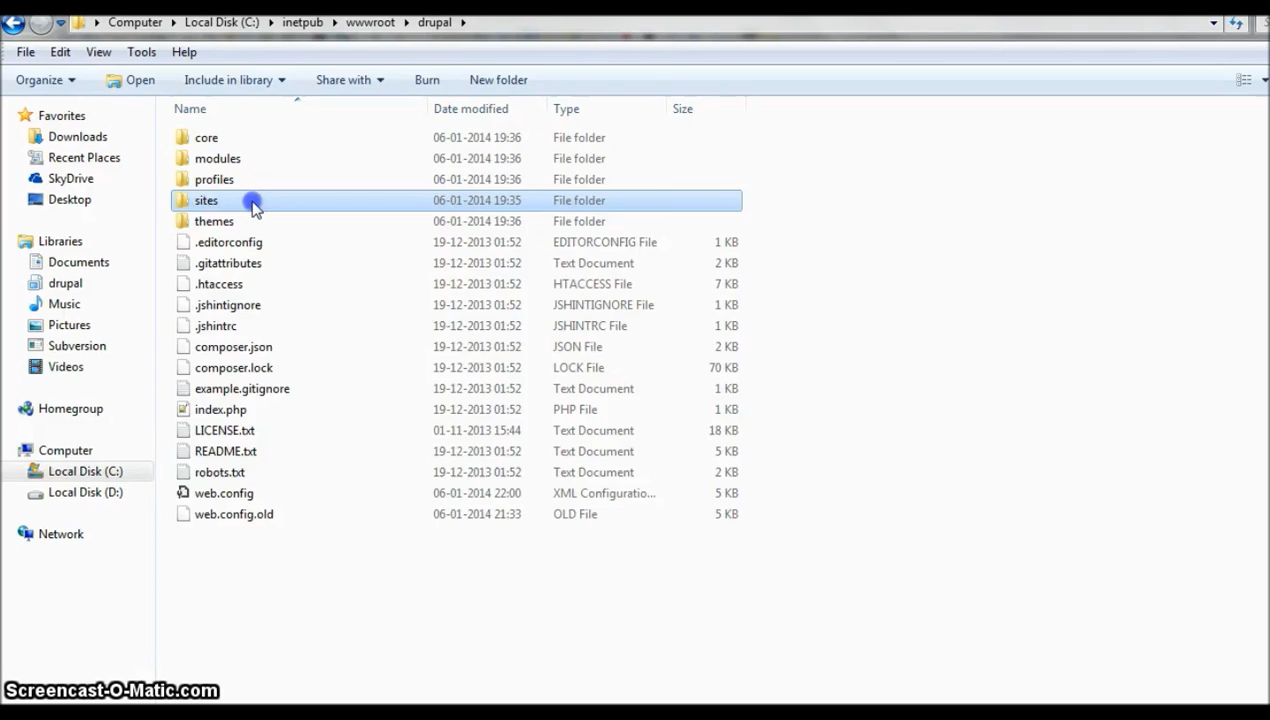 Computer Local Disk (C:) inetpub wwwroot drupal
File Edit View Tools Help
Organize Open Include in library Share with Burn New folder
Name Date modified Type Size
Favorites
Downloads
Recent Places
SkyDrive
Desktop
Libraries
Documents
drupal
Music
Pictures
Subversion
Videos
Homegroup
Computer
Local Disk (C:)
Local Disk (D:)
Network
core 06-01-2014 19:36 File folder
modules 06-01-2014 19:36 File folder
profiles 06-01-2014 19:36 File folder
sites 06-01-2014 19:35 File folder
themes 06-01-2014 19:36 File folder
.editorconfig 19-12-2013 01:52 EDITORCONFIG File 1 KB
.gitattributes 19-12-2013 01:52 Text Document 2 KB
.htaccess 19-12-2013 01:52 HTACCESS File 7 KB
.jshintignore 19-12-2013 01:52 JSHINTIGNORE File 1 KB
.jshintrc 19-12-2013 01:52 JSHINTRC File 1 KB
composer.json 19-12-2013 01:52 JSON File 2 KB
composer.lock 19-12-2013 01:52 LOCK File 70 KB
example.gitignore 19-12-2013 01:52 Text Document 1 KB
index.php 19-12-2013 01:52 PHP File 1 KB
LICENSE.txt 01-11-2013 15:44 Text Document 18 KB
README.txt 19-12-2013 01:52 Text Document 5 KB
robots.txt 19-12-2013 01:52 Text Document 2 KB
web.config 06-01-2014 22:00 XML Configuratio... 5 KB
web.config.old 06-01-2014 21:33 OLD File 5 KB
Screencast-O-Matic.com